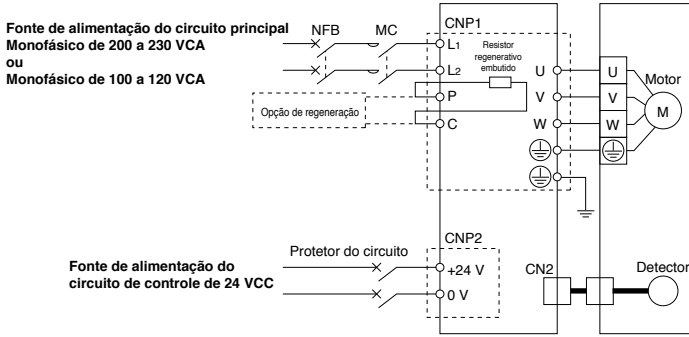 Fonte de alimentação do circuito principal
Monofásico de 200 a 230 VCA
ou
Monofásico de 100 a 120 VCA
NFB
MC
CNP1
L1
L2
P
C
Resistor
regenerativo
embutido
Opção de regeneração
U
V
W
U
V
W
Motor
M
CNP2
Protetor do circuito
Fonte de alimentação do
circuito de controle de 24 VCC
+24 V
0 V
CN2
Detector